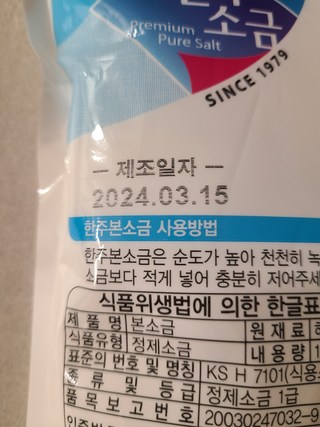 소금
Premium
Pure Salt
SINCE 1979
— 제조일자 —
2024.03.15
한주본소금 사용방법
한주본소금은 순도가 높아 천천히
소금보다 적게 넣어 충분히 저어주세
식품위생법에 의한 한글표
제 품 명 본소금 원 재 료
식품유형 정제소금 내 용 량
표준의 번호 및 명칭 KS H 7101(식용
종 류 및 등 급 정제소금 1급
품 목 보 고 번 호 20030247032-9